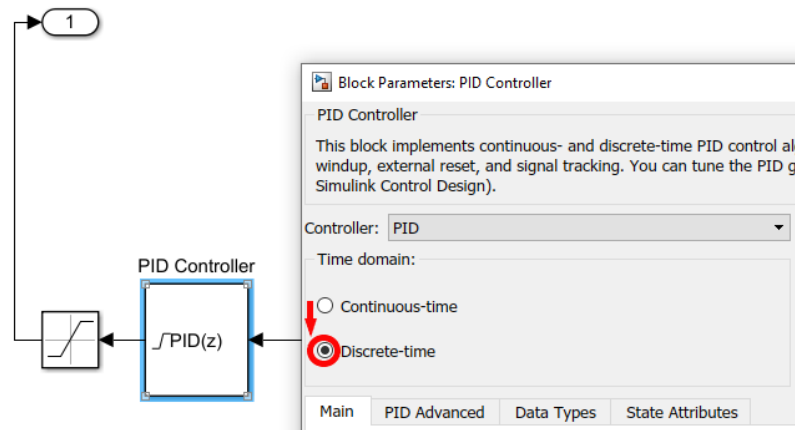 1
Block Parameters: PID Controller
PID Controller
This block implements continuous- and discrete-time PID control al
windup, external reset, and signal tracking. You can tune the PID g
Simulink Control Design).
Controller: PID
Time domain:
Continuous-time
Discrete-time
Main PID Advanced Data Types State Attributes
PID Controller
PID(z)